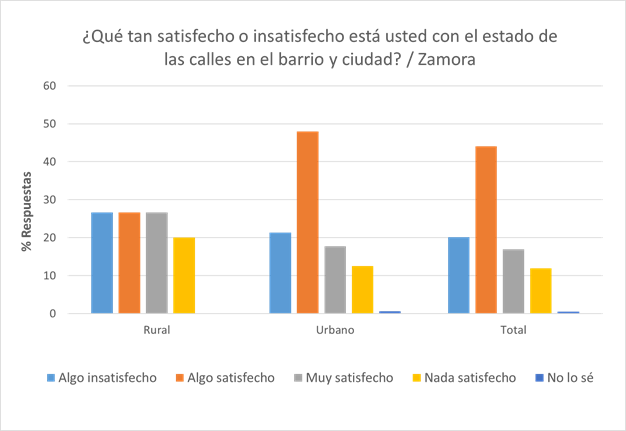 ¿Qué tan satisfecho o insatisfecho está usted con el estado de
las calles en el barrio y ciudad? / Zamora
60
50
40
30
20
10
0
% Respuestas
Rural Urbano Total
Algo insatisfecho Algo satisfecho Muy satisfecho Nada satisfecho No lo sé